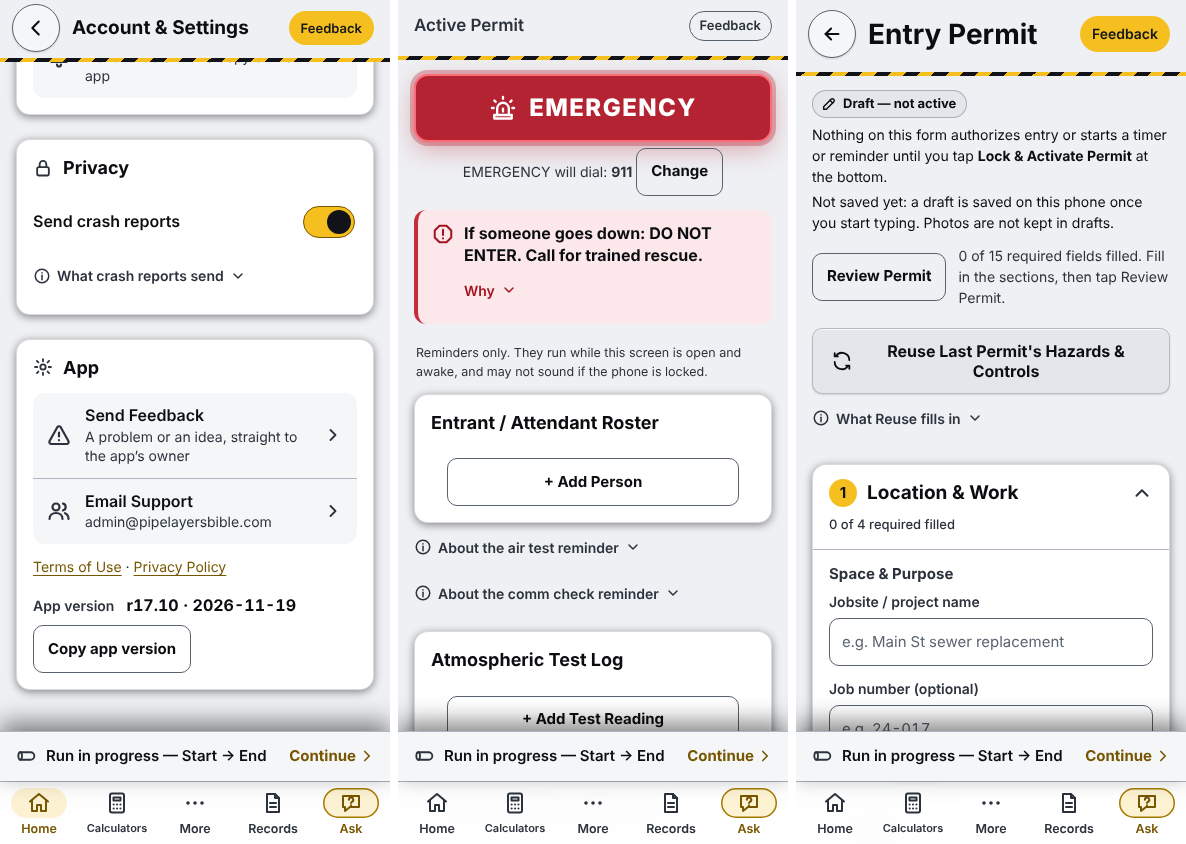 Account & Settings
Feedback
app
Privacy
Send crash reports
What crash reports send
App
Send Feedback
A problem or an idea, straight to
the app's owner
Email Support
admin@pipelayersbible.com
Terms of Use · Privacy Policy
App version r17.10 · 2026-11-19
Copy app version
Run in progress — Start → End
Continue
Home
Calculators
More
Records
Ask
Active Permit
Feedback
EMERGENCY
EMERGENCY will dial: 911
Change
If someone goes down: DO NOT
ENTER. Call for trained rescue.
Why
Reminders only. They run while this screen is open and
awake, and may not sound if the phone is locked.
Entrant / Attendant Roster
+ Add Person
About the air test reminder
About the comm check reminder
Atmospheric Test Log
+ Add Test Reading
Run in progress — Start → End
Continue
Home
Calculators
More
Records
Ask
Entry Permit
Feedback
Draft — not active
Nothing on this form authorizes entry or starts a timer
or reminder until you tap Lock & Activate Permit at
the bottom.
Not saved yet: a draft is saved on this phone once
you start typing. Photos are not kept in drafts.
Review Permit
0 of 15 required fields filled. Fill
in the sections, then tap Review
Permit.
Reuse Last Permit's Hazards &
Controls
What Reuse fills in
1
Location & Work
0 of 4 required filled
Space & Purpose
Jobsite / project name
e.g. Main St sewer replacement
Job number (optional)
e.g. 24-017
Run in progress — Start → End
Continue
Home
Calculators
More
Records
Ask